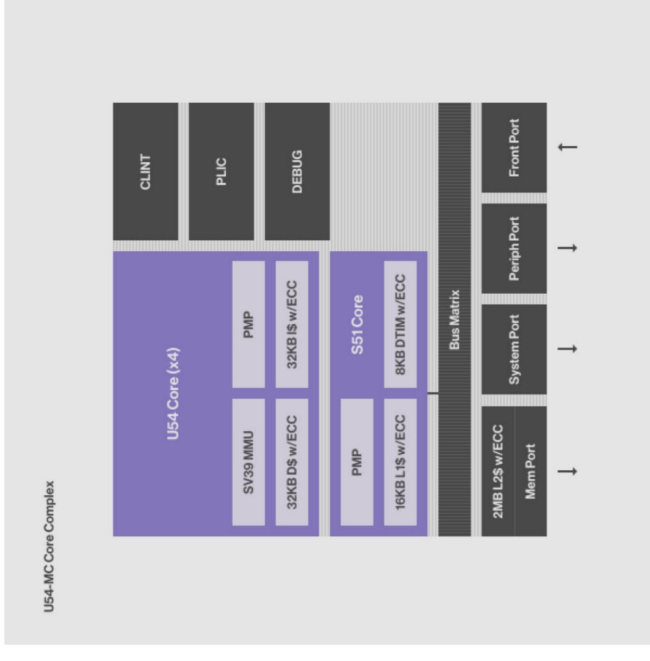 U54-MC Core Complex
U54 Core (x4)
SV39 MMU
PMP
32KB D$ w/ECC
32KB I$ w/ECC
CLINT
PLIC
DEBUG
S51 Core
PMP
16KB L1$ w/ECC
8KB DTIM w/ECC
Bus Matrix
2MB L2$ w/ECC
Mem Port
System Port
Periph Port
Front Port